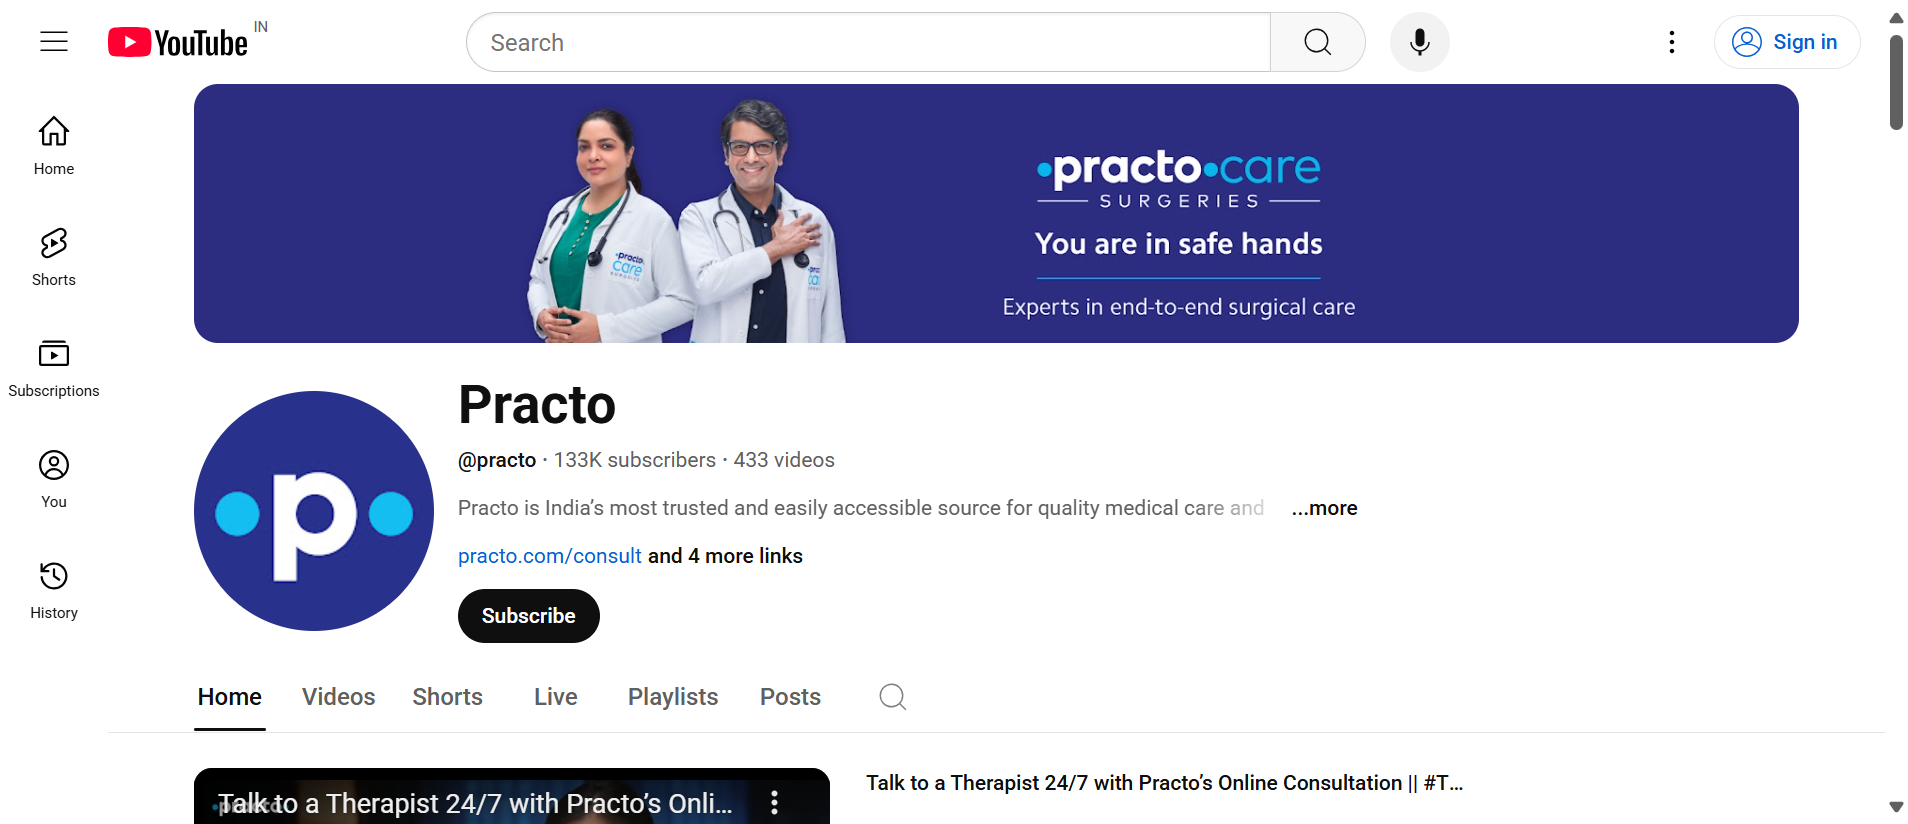 YouTube IN
Search
Sign in
Home
Shorts
Subscriptions
You
History
practo care
SURGERIES
You are in safe hands
Experts in end-to-end surgical care
practo
care
SURGERIES
Practo
@practo · 133K subscribers · 433 videos
Practo is India’s most trusted and easily accessible source for quality medical care and ...more
practo.com/consult and 4 more links
Subscribe
Home Videos Shorts Live Playlists Posts
Talk to a Therapist 24/7 with Practo’s Onli...
practo
Talk to a Therapist 24/7 with Practo’s Online Consultation || #T...